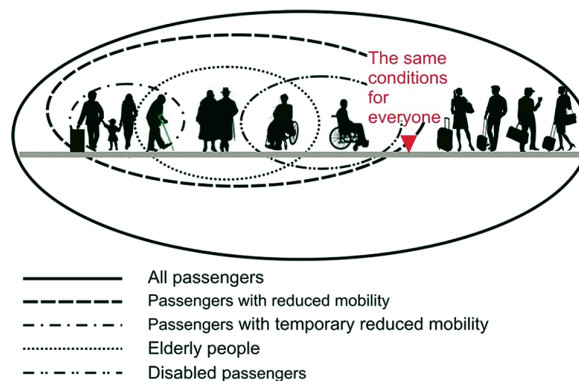 The same
conditions
for
everyone
All passengers
Passengers with reduced mobility
Passengers with temporary reduced mobility
Elderly people
Disabled passengers